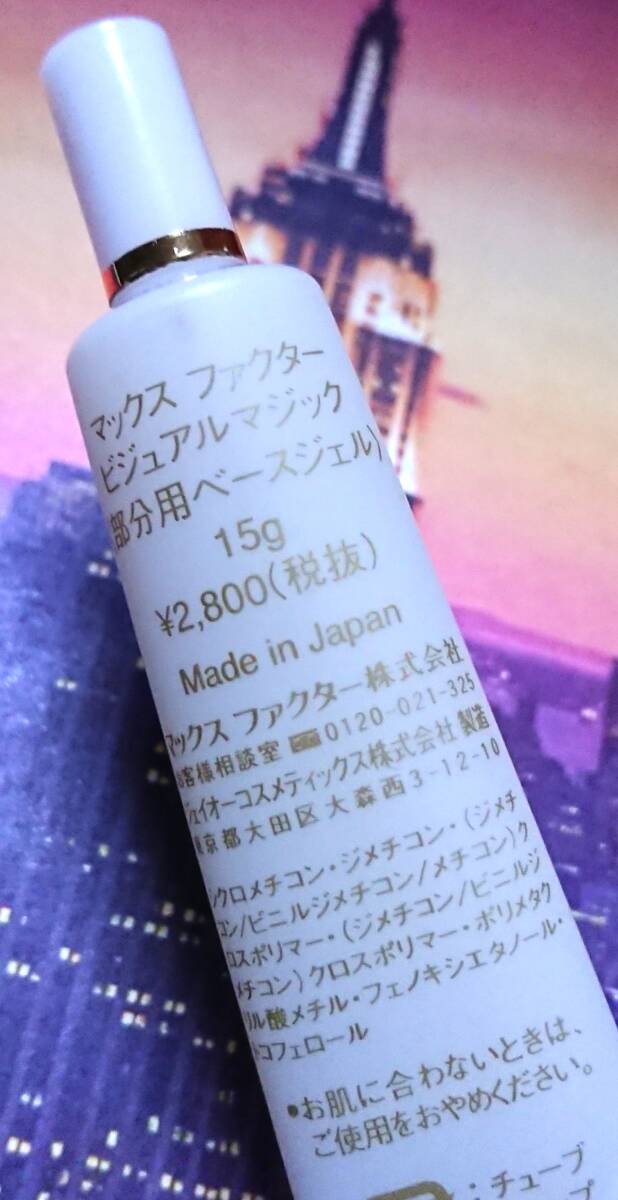 マックス ファクター
ビジュアルマジック
部分用ベースジェル)
15g
¥2,800(税抜)
Made in Japan
マックス ファクター株式会社
客様相談室 0120-021-325
ェイオーコスメティックス株式会社 製造
東京都大田区大森西3-12-10
クロメチコン・ジメチコン・(ジメチ
コン/ビニルジメチコン/メチコン)ク
ロスポリマー・(ジメチコン/ビニルジ
メチコン)クロスポリマー・ポリメタク
リル酸メチル・フェノキシエタノール・
トコフェロール
•お肌に合わないときは、
ご使用をおやめください。
:チューブ